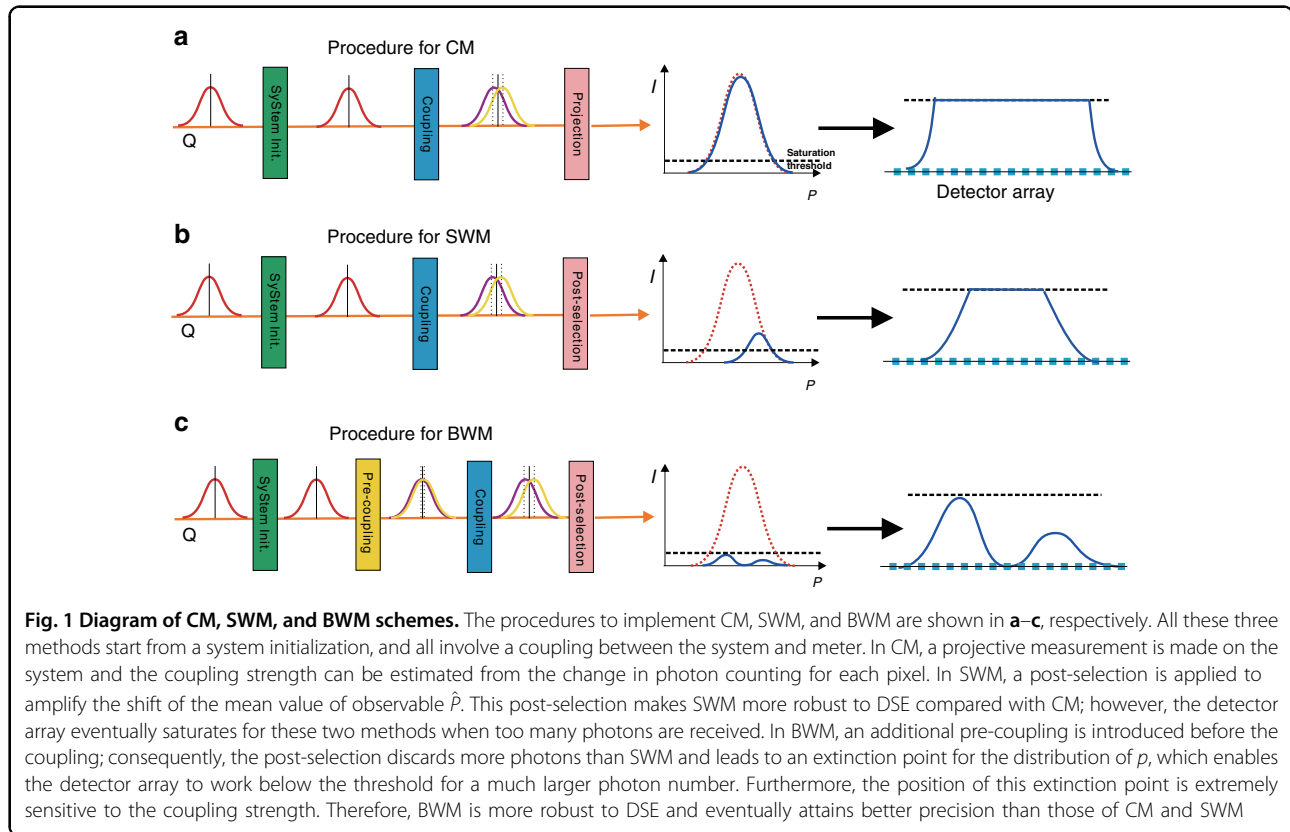 a
Procedure for CM
Q
SyStem Init.
Coupling
Projection
I
Saturation
threshold
P
Detector array
b
Procedure for SWM
Q
SyStem Init.
Coupling
Post-selection
I
P
c
Procedure for BWM
Q
SyStem Init.
Pre-coupling
Coupling
Post-selection
I
P
Fig. 1 Diagram of CM, SWM, and BWM schemes. The procedures to implement CM, SWM, and BWM are shown in a–c, respectively. All these three
methods start from a system initialization, and all involve a coupling between the system and meter. In CM, a projective measurement is made on the
system and the coupling strength can be estimated from the change in photon counting for each pixel. In SWM, a post-selection is applied to
amplify the shift of the mean value of observable P̂. This post-selection makes SWM more robust to DSE compared with CM; however, the detector
array eventually saturates for these two methods when too many photons are received. In BWM, an additional pre-coupling is introduced before the
coupling; consequently, the post-selection discards more photons than SWM and leads to an extinction point for the distribution of p, which enables
the detector array to work below the threshold for a much larger photon number. Furthermore, the position of this extinction point is extremely
sensitive to the coupling strength. Therefore, BWM is more robust to DSE and eventually attains better precision than those of CM and SWM